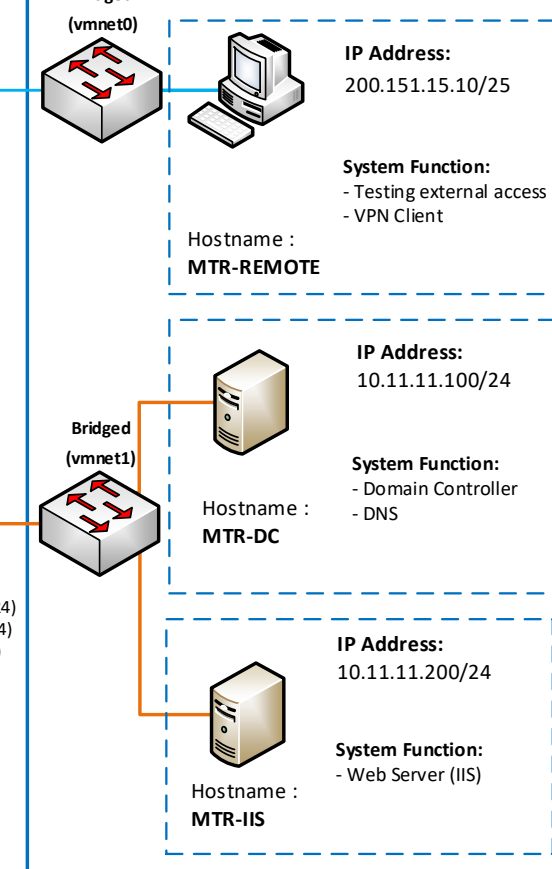 (vmnet0)
IP Address:
200.151.15.10/25
System Function:
- Testing external access
- VPN Client
Hostname :
MTR-REMOTE
IP Address:
10.11.11.100/24
Bridged
(vmnet1)
System Function:
- Domain Controller
- DNS
Hostname :
MTR-DC
4)
4)
)
IP Address:
10.11.11.200/24
System Function:
- Web Server (IIS)
Hostname :
MTR-IIS